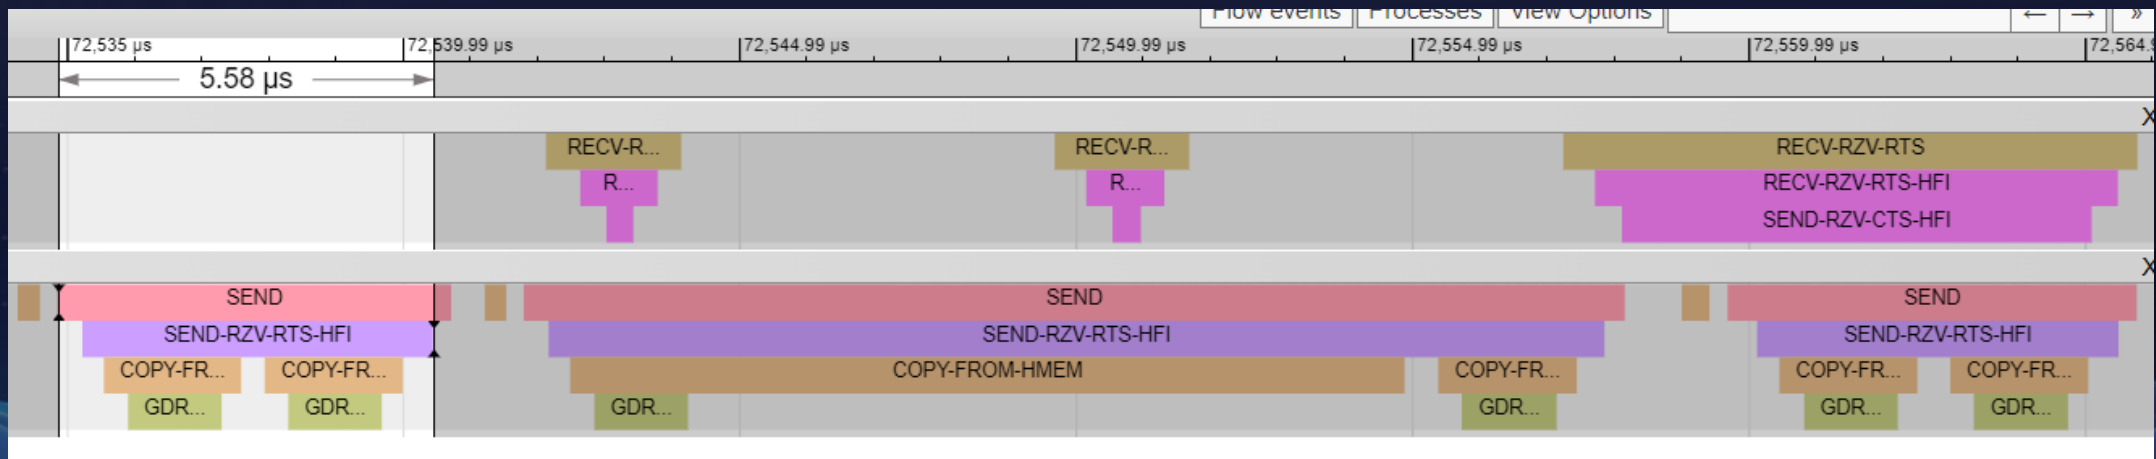 Flow events Processes View Options ← → »
72,535 µs 72,539.99 µs 72,544.99 µs 72,549.99 µs 72,554.99 µs 72,559.99 µs 72,564.9
5.58 µs
X
RECV-R... RECV-R... RECV-RZV-RTS
R... R... RECV-RZV-RTS-HFI
SEND-RZV-CTS-HFI
X
SEND SEND SEND
SEND-RZV-RTS-HFI SEND-RZV-RTS-HFI SEND-RZV-RTS-HFI
COPY-FR... COPY-FR... COPY-FROM-HMEM COPY-FR... COPY-FR... COPY-FR...
GDR... GDR... GDR... GDR... GDR... GDR...